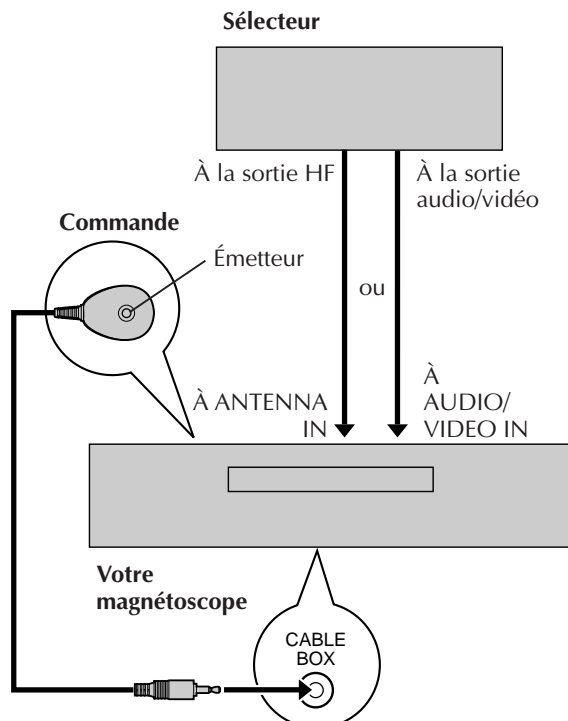 Sélecteur
À la sortie HF
À la sortie
audio/vidéo
Commande
Émetteur
ou
À ANTENNA
IN
À
AUDIO/
VIDEO IN
Votre
magnétoscope
CABLE
BOX